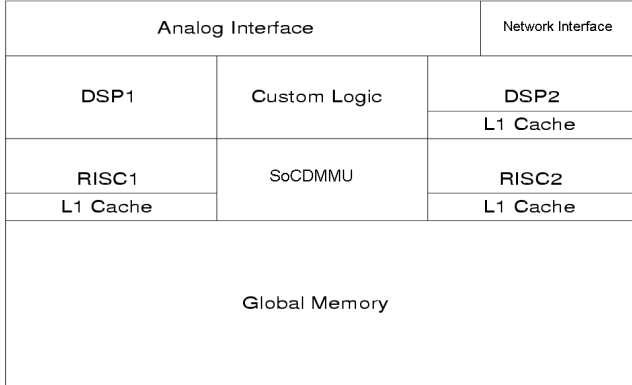 Analog Interface
Network Interface
DSP1
Custom Logic
DSP2
L1 Cache
RISC1
SoCDMMU
RISC2
L1 Cache
L1 Cache
Global Memory